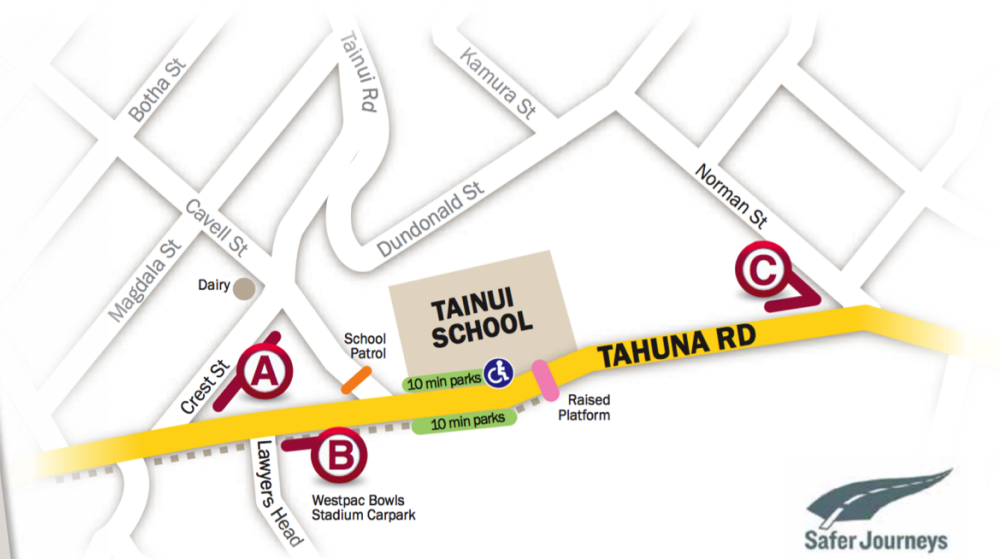 Botha St
Tainui Rd
Kamura St
Cavell St
Magdala St
Dundonald St
Norman St
Dairy
C
TAINUI
SCHOOL
School
Patrol
A
Crest St
10 min parks
TAHUNA RD
Raised
Platform
10 min parks
Lawyers Head
B
Westpac Bowls
Stadium Carpark
Safer Journeys